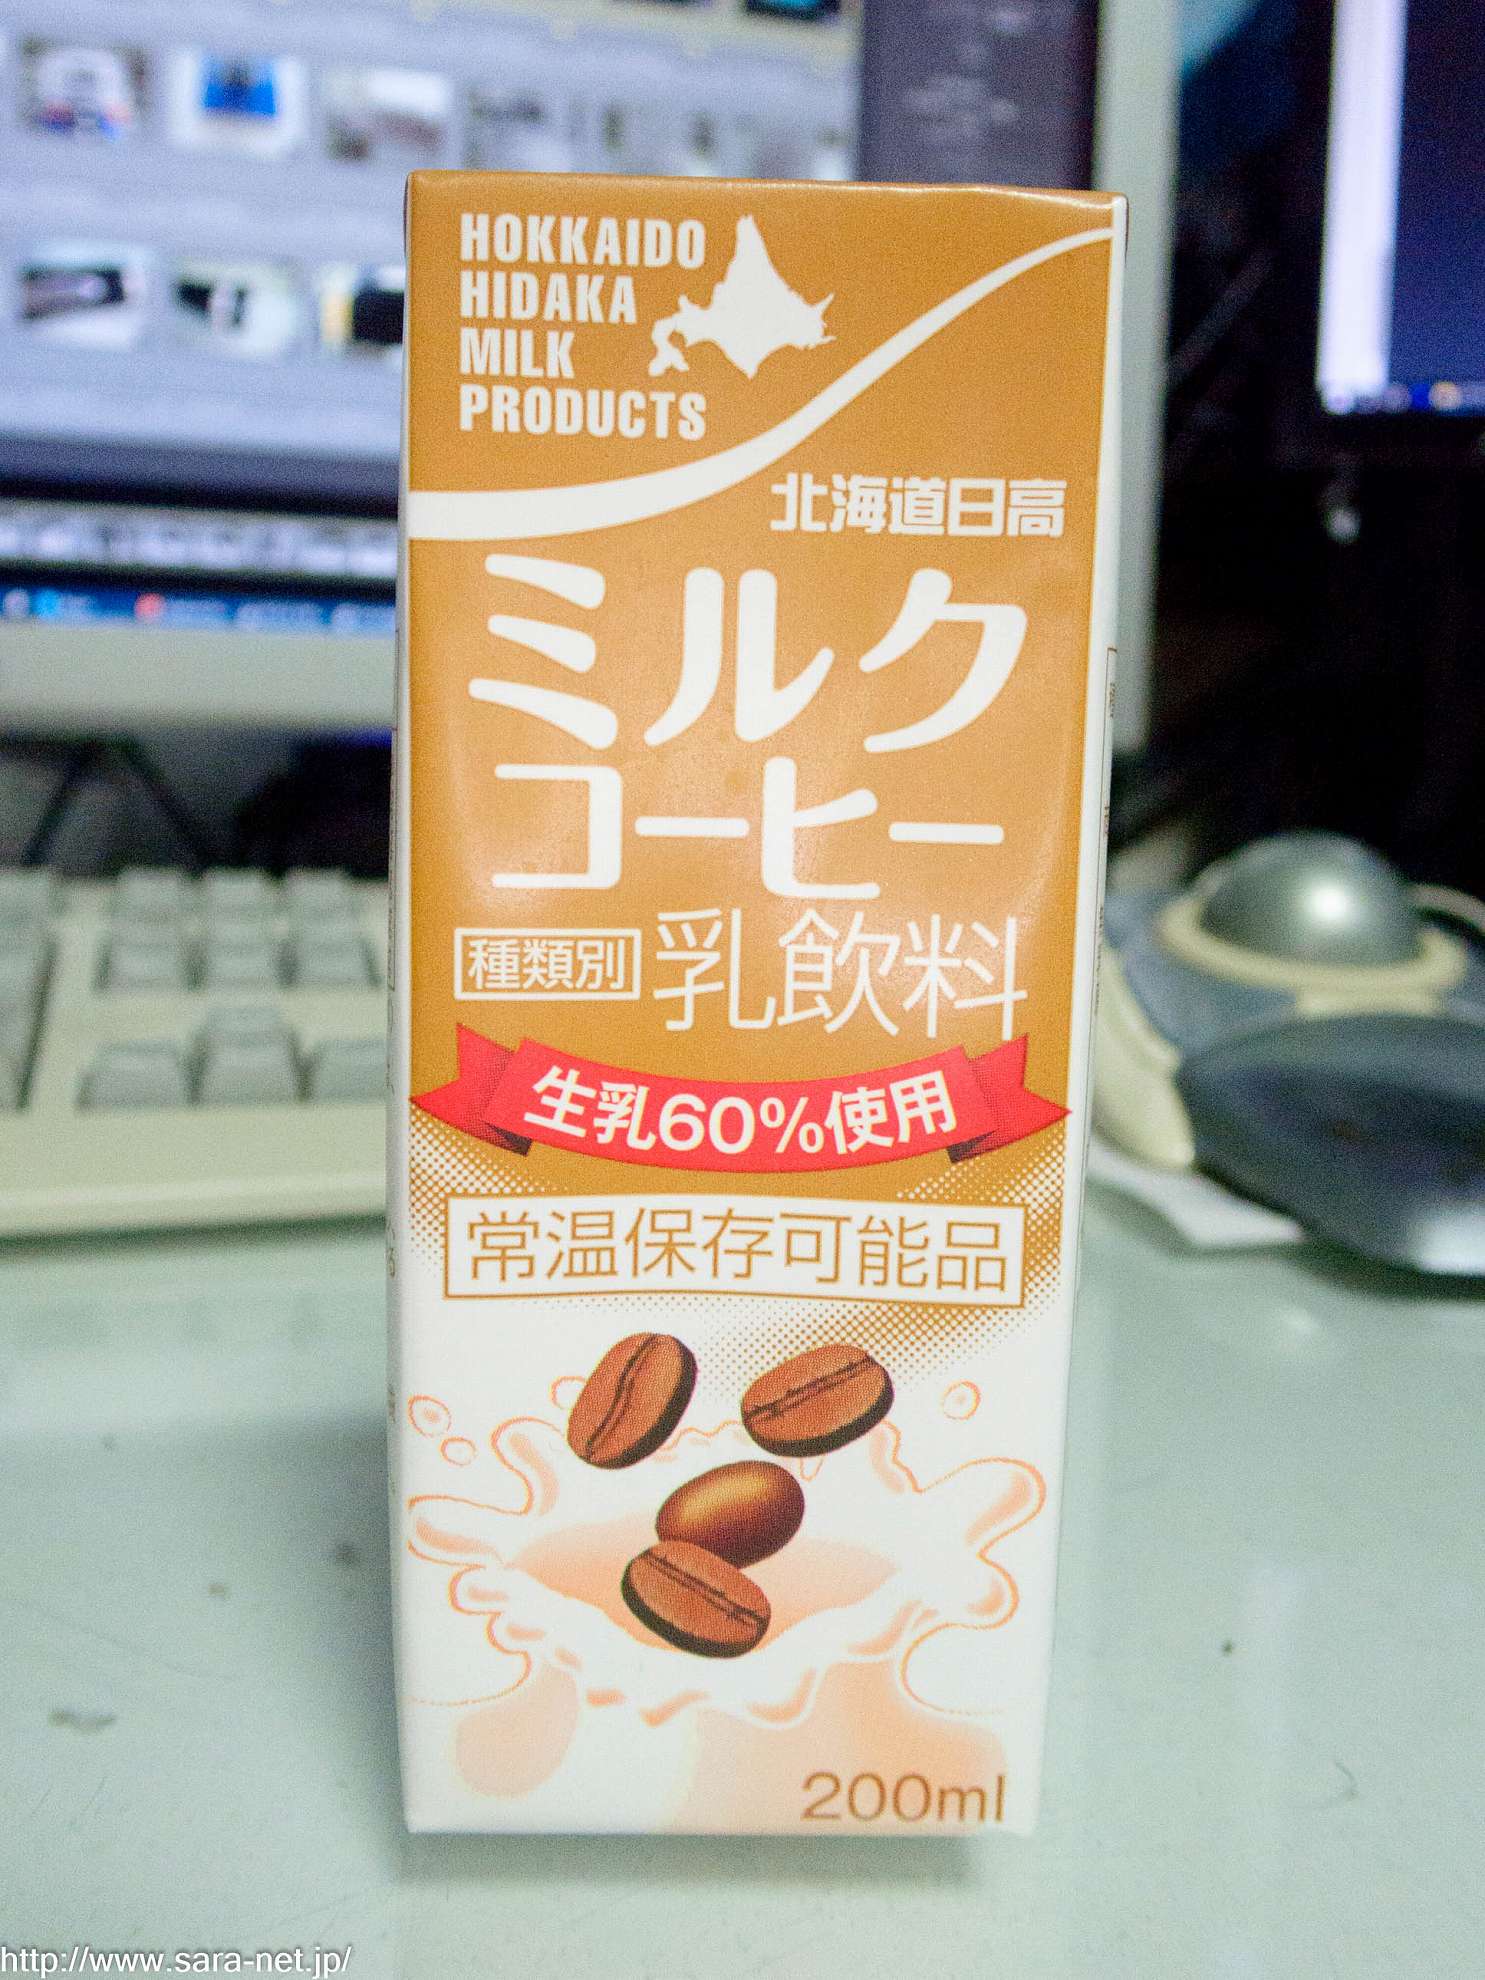 HOKKAIDO
HIDAKA
MILK
PRODUCTS
北海道日高
ミルク
コーヒー
種類別 乳飲料
生乳60%使用
常温保存可能品
200ml
http://www.sara-net.jp/